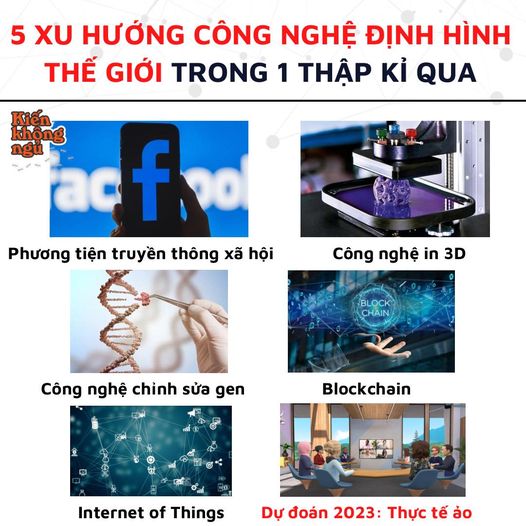 5 XU HƯỚNG CÔNG NGHỆ ĐỊNH HÌNH
THẾ GIỚI TRONG 1 THẬP KỈ QUA
Kiến
không
ngủ
f
Phương tiện truyền thông xã hội
Công nghệ in 3D
BLOCK
CHAIN
Công nghệ chỉnh sửa gen
Blockchain
Internet of Things
Dự đoán 2023: Thực tế ảo